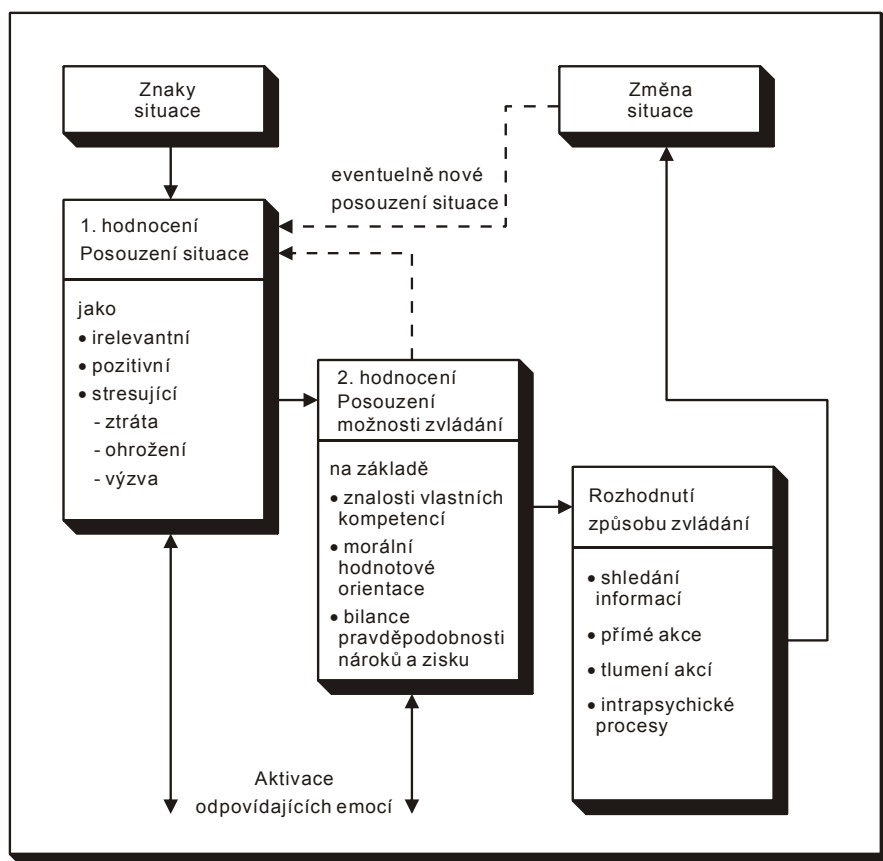 Znaky
situace
Změna
situace
eventuelně nové
posouzení situace
1. hodnocení
Posouzení situace
jako
• irelevantní
• pozitivní
• stresující
- ztráta
- ohrožení
- výzva
2. hodnocení
Posouzení
možnosti zvládání
na základě
• znalosti vlastních
kompetencí
• morální
hodnotové
orientace
• bilance
pravděpodobnosti
nároků a zisku
Rozhodnutí
způsobu zvládání
• shledání
informací
• přímé akce
• tlumení akcí
• intrapsychické
procesy
Aktivace
odpovídajících emocí